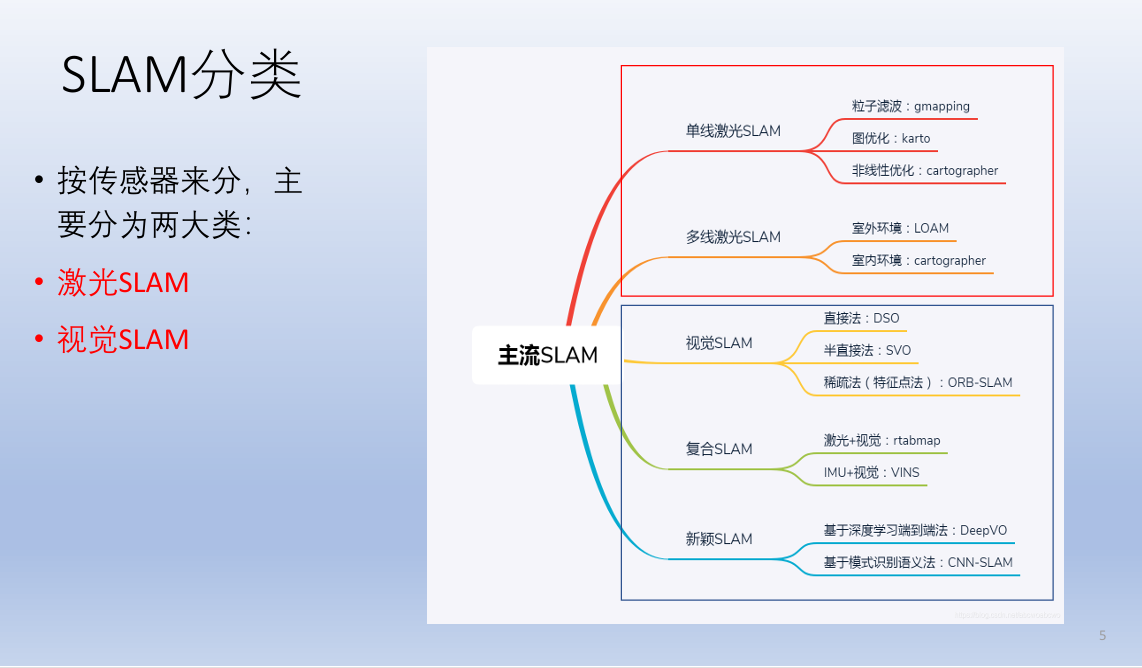 SLAM分类
• 按传感器来分，主
要分为两大类：
• 激光SLAM
• 视觉SLAM
主流SLAM
单线激光SLAM
粒子滤波：gmapping
图优化：karto
非线性优化：cartographer
多线激光SLAM
室外环境：LOAM
室内环境：cartographer
视觉SLAM
直接法：DSO
半直接法：SVO
稀疏法（特征点法）：ORB-SLAM
复合SLAM
激光+视觉：rtabmap
IMU+视觉：VINS
新颖SLAM
基于深度学习端到端法：DeepVO
基于模式识别语义法：CNN-SLAM
5